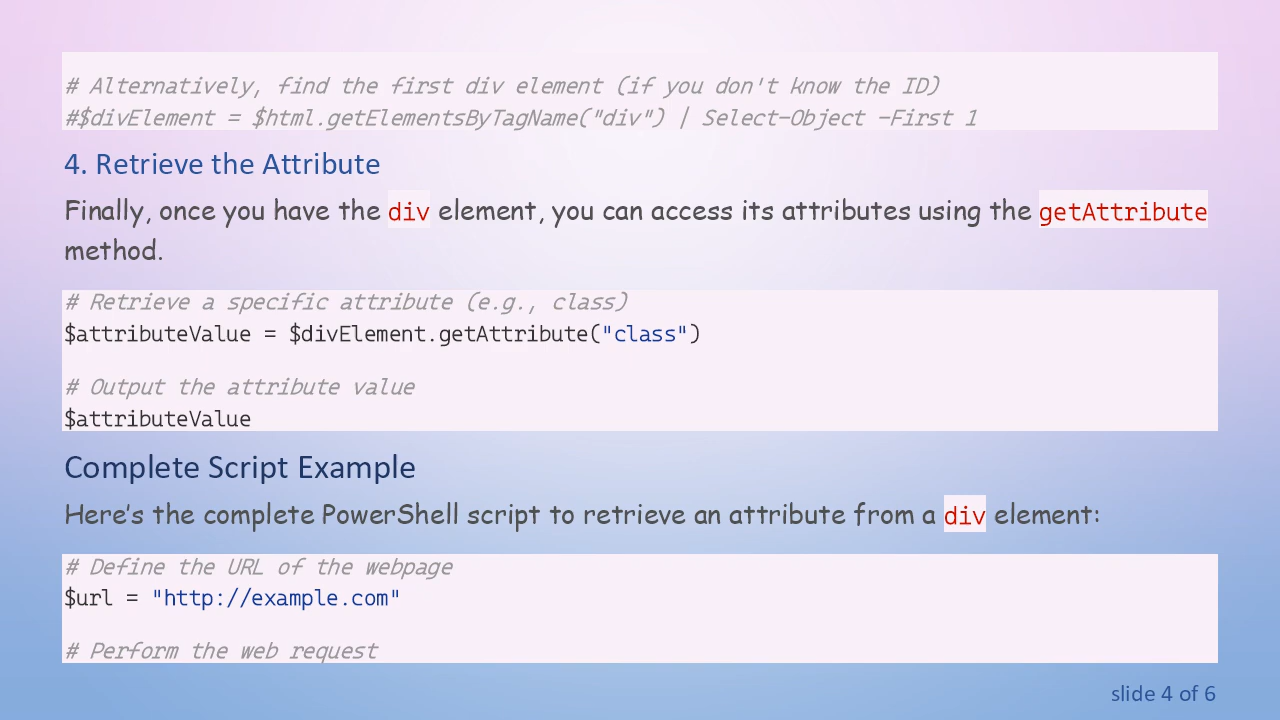 # Alternatively, find the first div element (if you don't know the ID)
#$divElement = $html.getElementsByTagName("div") | Select-Object -First 1
4. Retrieve the Attribute
Finally, once you have the div element, you can access its attributes using the getAttribute
method.
# Retrieve a specific attribute (e.g., class)
$attributeValue = $divElement.getAttribute("class")
# Output the attribute value
$attributeValue
Complete Script Example
Here's the complete PowerShell script to retrieve an attribute from a div element:
# Define the URL of the webpage
$url = "http://example.com"
# Perform the web request
slide 4 of 6